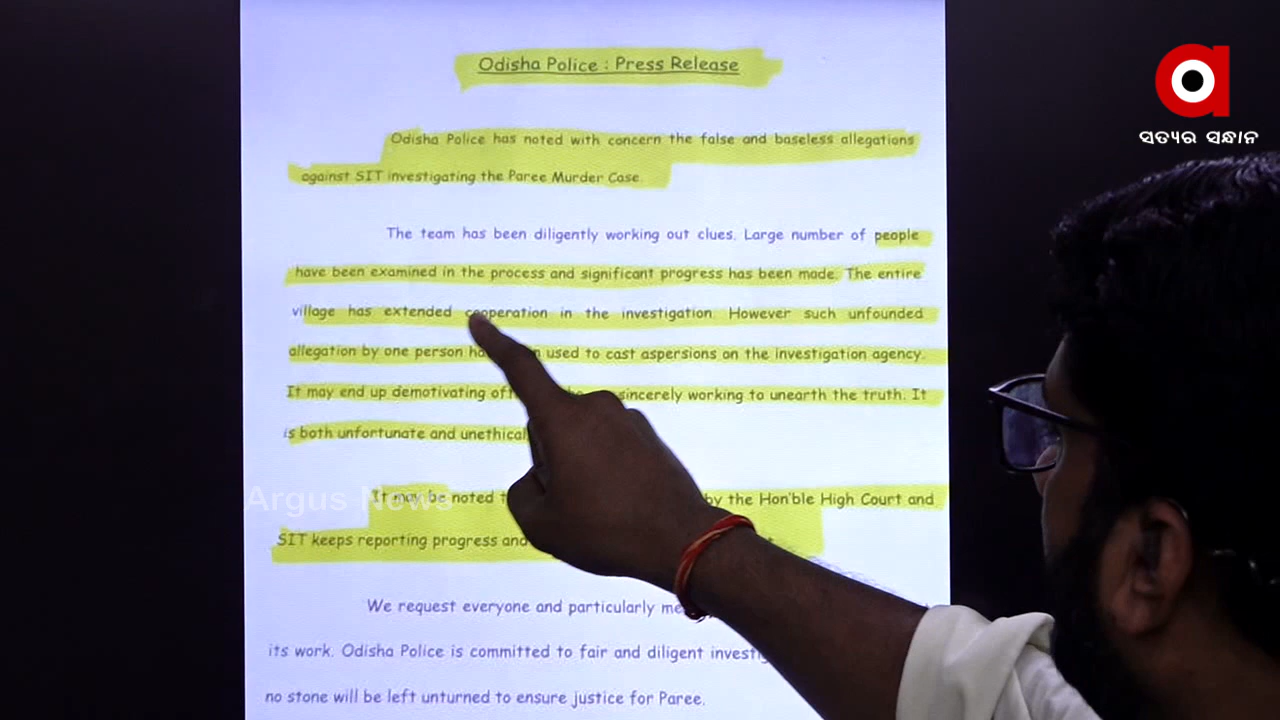 Odisha Police : Press Release
ସତ୍ୟର ସନ୍ଧାନ
Odisha Police has noted with concern the false and baseless allegations
against SIT investigating the Paree Murder Case.
The team has been diligently working out clues. Large number of people
have been examined in the process and significant progress has been made. The entire
village has extended cooperation in the investigation. However such unfounded
allegation by one person used to cast aspersions on the investigation agency.
It may end up demotivating sincerely working to unearth the truth. It
is both unfortunate and unethical
Argus News
It may be noted by the Hon'ble High Court and
SIT keeps reporting progress and
We request everyone and particularly
its work. Odisha Police is committed to fair and diligent
no stone will be left unturned to ensure justice for Paree.